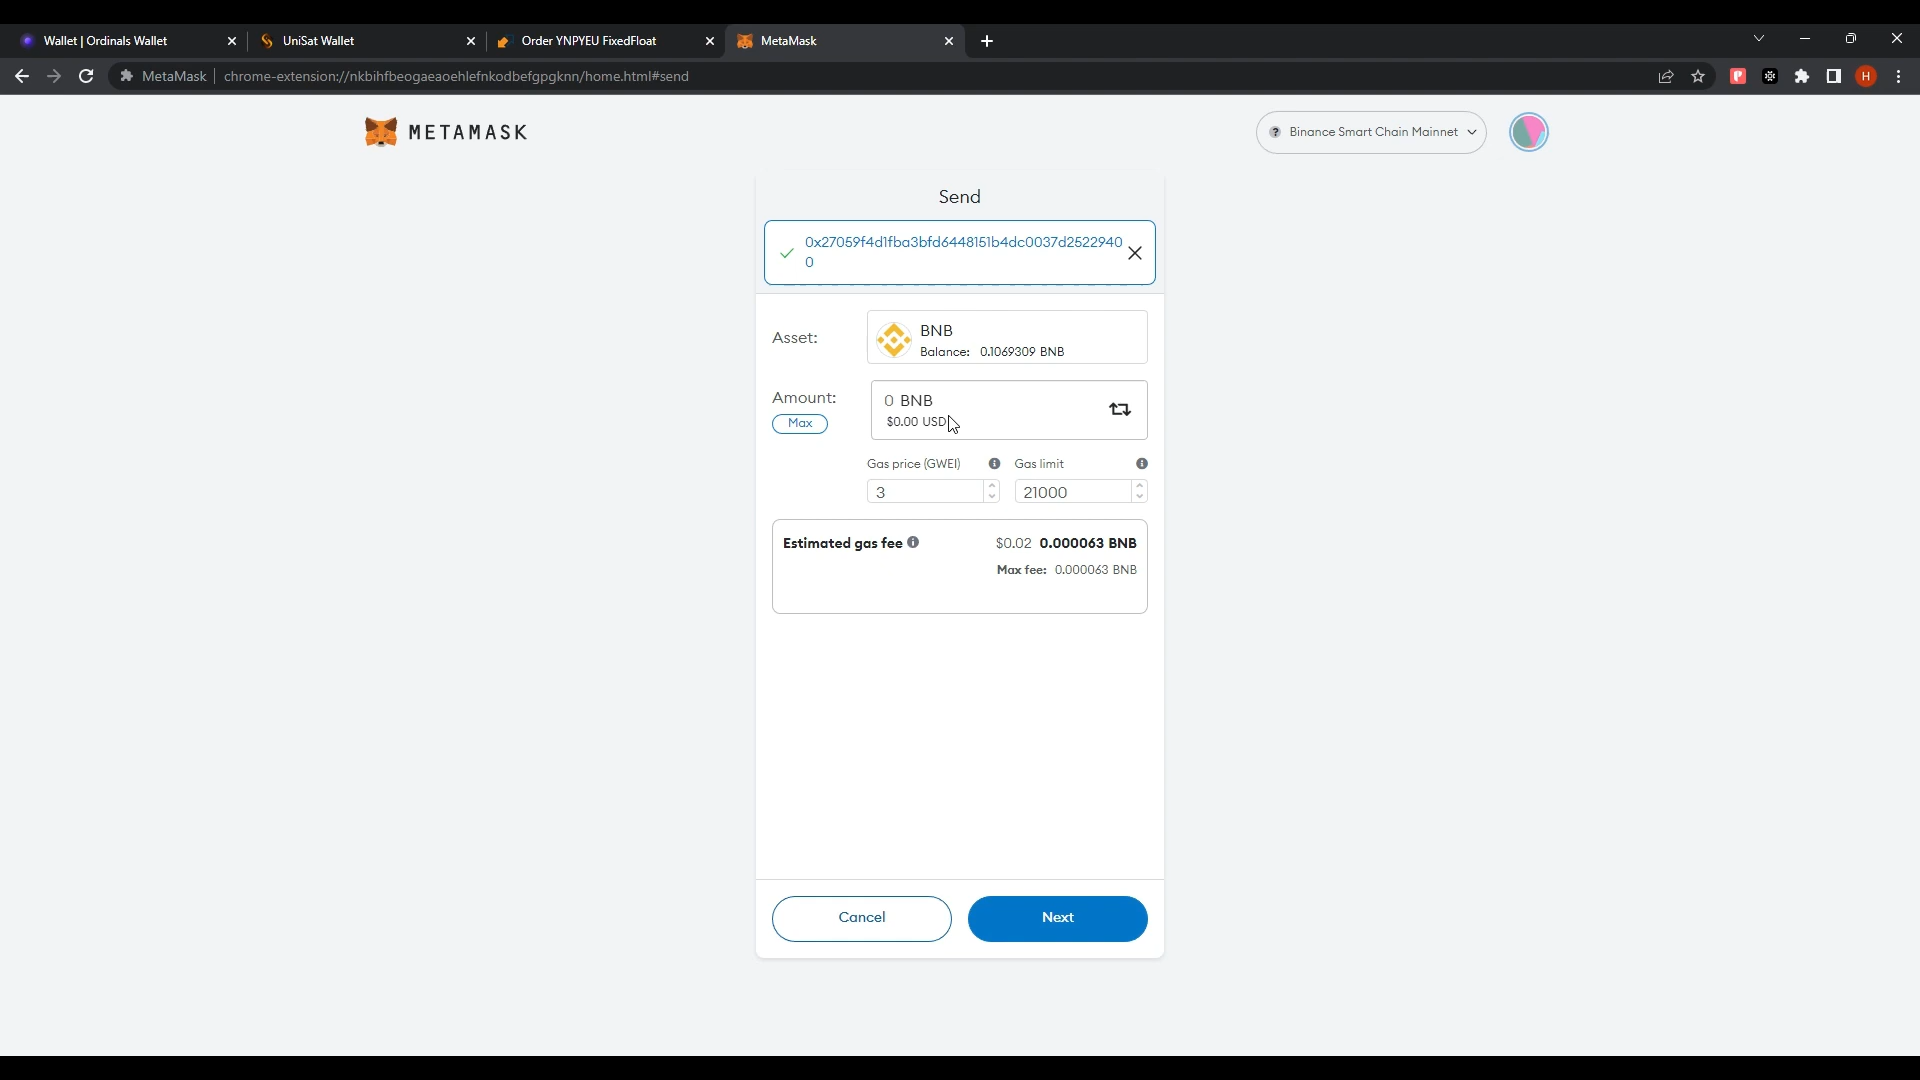 Wallet | Ordinals Wallet
UniSat Wallet
Order YNPYEU FixedFloat
MetaMask
MetaMask | chrome-extension://nkbihfbeogaeaoehlefnkodbefgpgknn/home.html#send
H
METAMASK
? Binance Smart Chain Mainnet
Send
0x27059f4d1fba3bfd6448151b4dc0037d2522940
0
Asset:
BNB
Balance: 0.1069309 BNB
Amount:
Max
0 BNB
$0.00 USD
Gas price (GWEI)
Gas limit
3
21000
Estimated gas fee
$0.02 0.000063 BNB
Max fee: 0.000063 BNB
Cancel
Next